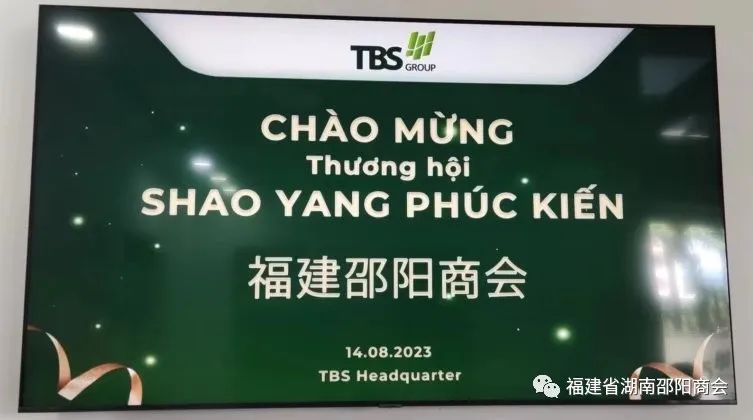 TBS
GROUP
CHÀO MỪNG
Thương hội
SHAO YANG PHÚC KIẾN
福建邵阳商会
14.08.2023
TBS Headquarter
福建省湖南邵阳商会